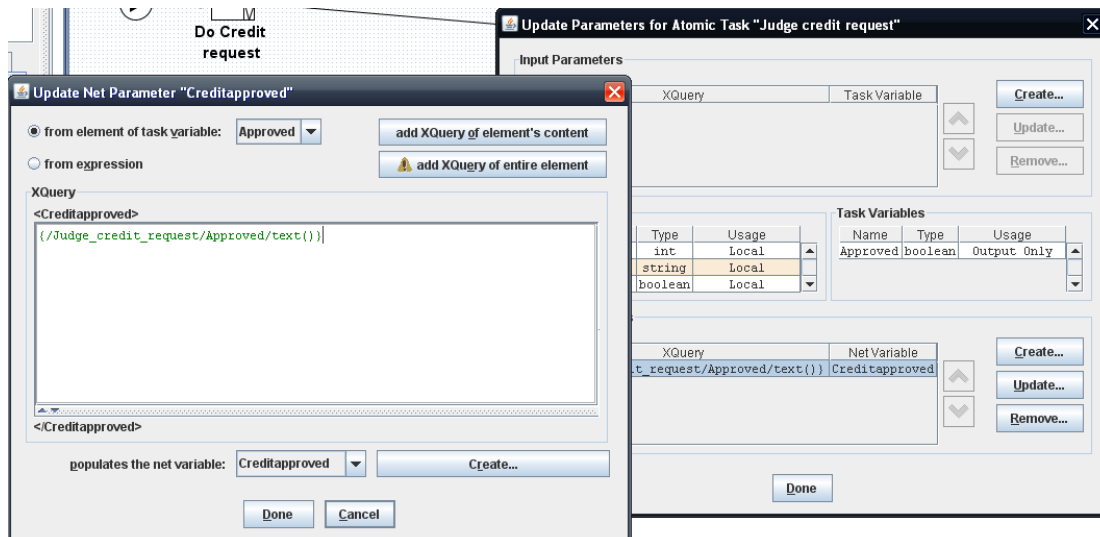 Do Credit
request
Update Parameters for Atomic Task "Judge credit request"
Input Parameters
XQuery Task Variable
Create...
Update...
Remove...
Task Variables
Type Usage
int Local
string Local
boolean Local
Name Type Usage
Approved boolean Output Only
XQuery Net Variable
it_request/Approved/text()} Creditapproved
Create...
Update...
Remove...
Done
Update Net Parameter "Creditapproved"
from element of task variable: Approved add XQuery of element's content
from expression add XQuery of entire element
XQuery
<Creditapproved>
{/Judge_credit_request/Approved/text()}
</Creditapproved>
populates the net variable: Creditapproved Create...
Done Cancel